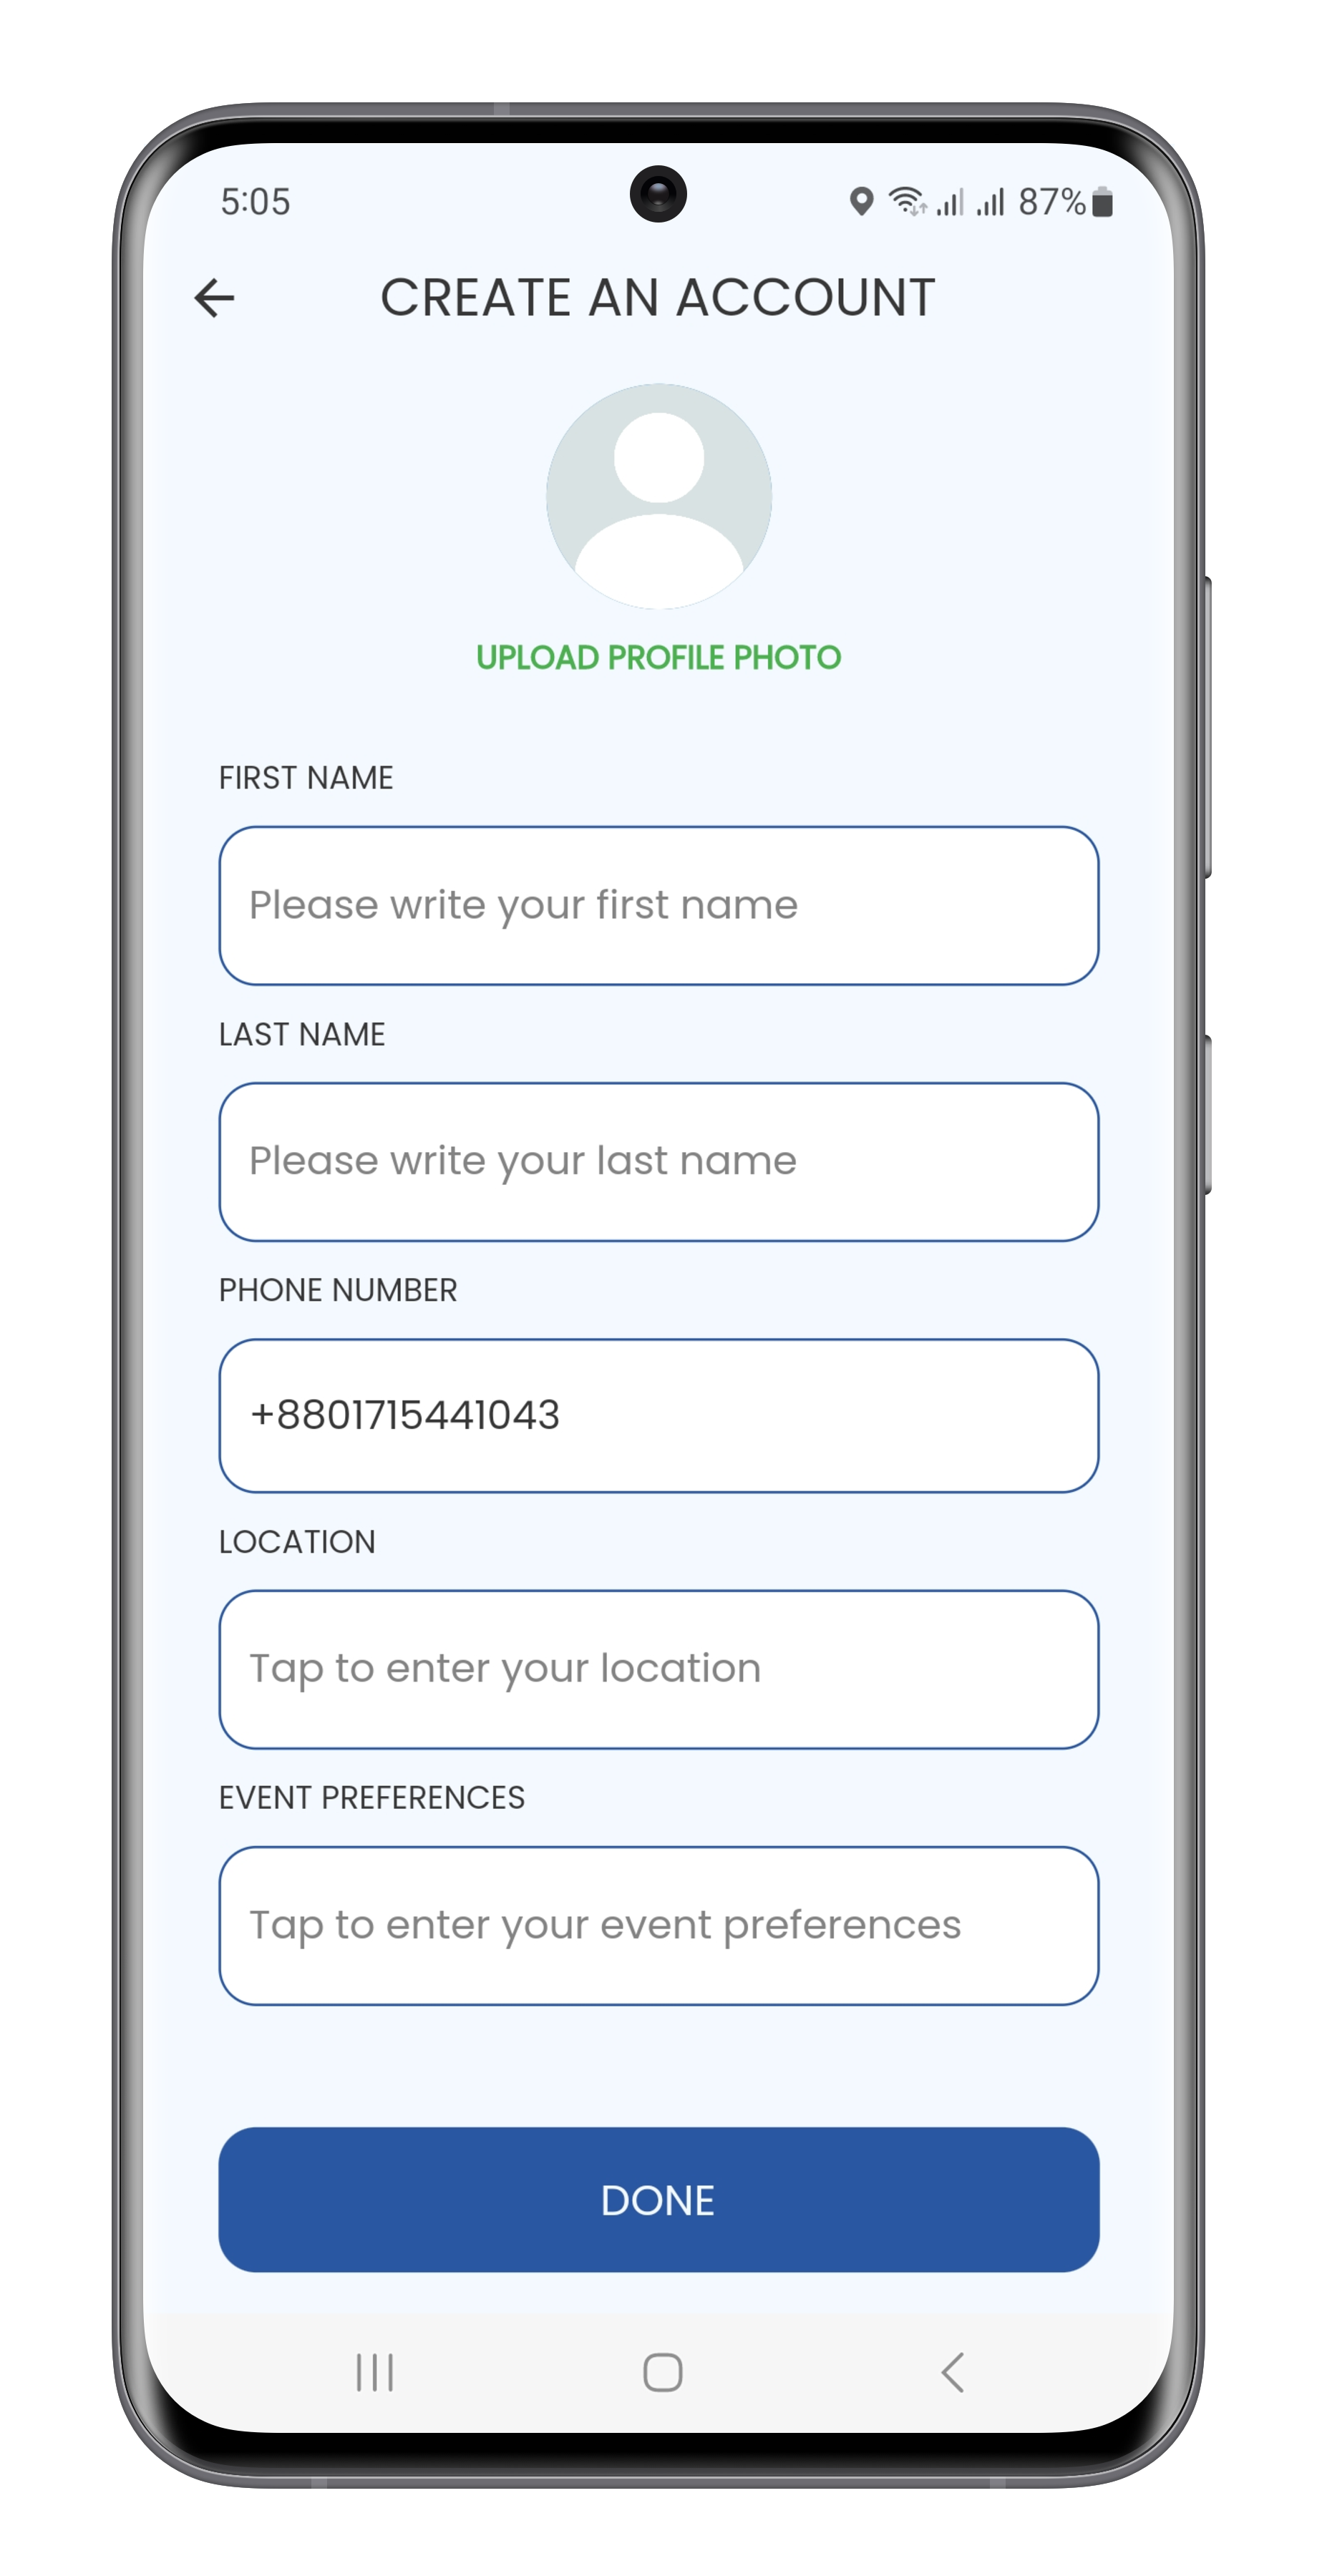 5:05
87%
CREATE AN ACCOUNT
UPLOAD PROFILE PHOTO
FIRST NAME
Please write your first name
LAST NAME
Please write your last name
PHONE NUMBER
+8801715441043
LOCATION
Tap to enter your location
EVENT PREFERENCES
Tap to enter your event preferences
DONE